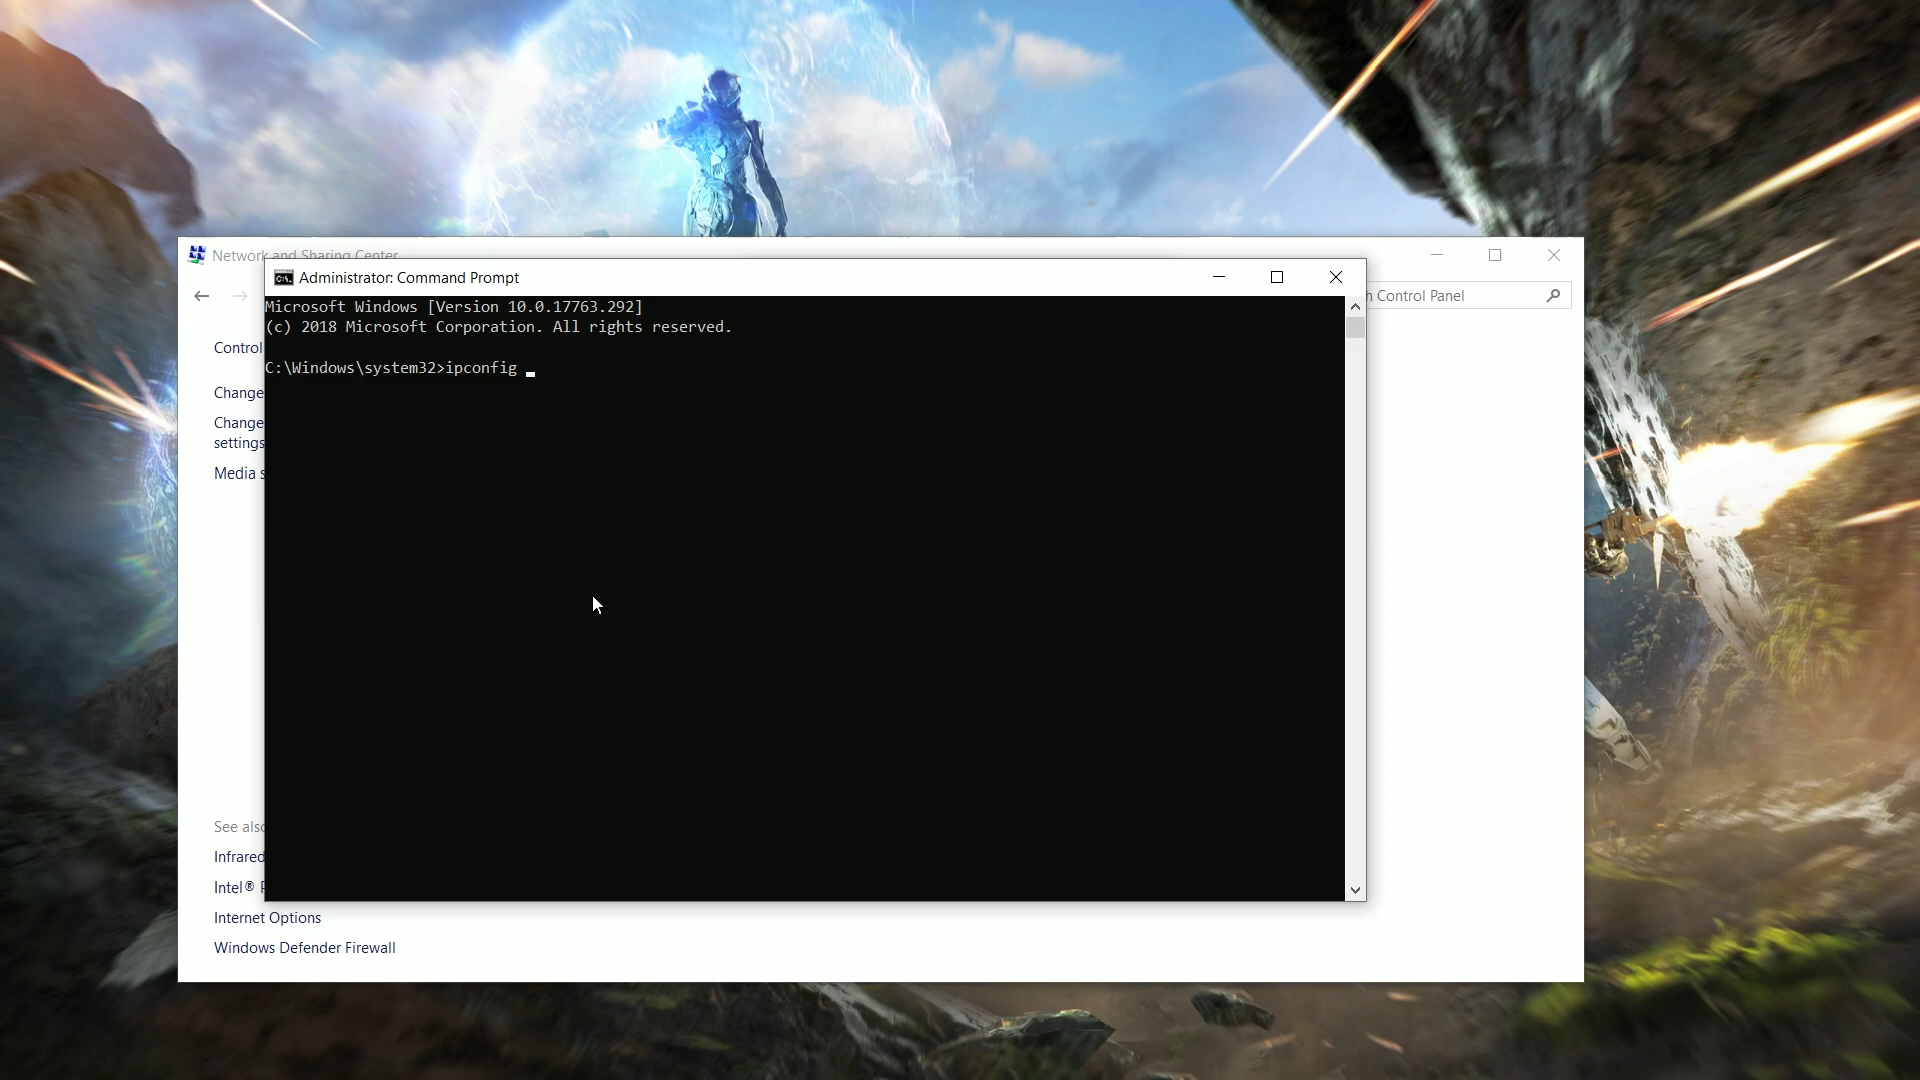 Network and Sharing Center
Administrator: Command Prompt
Control Panel
Microsoft Windows [Version 10.0.17763.292]
(c) 2018 Microsoft Corporation. All rights reserved.
Control
C:\Windows\system32>ipconfig
Change
Change
settings
Media
See
Infrared
Intel®
Internet Options
Windows Defender Firewall